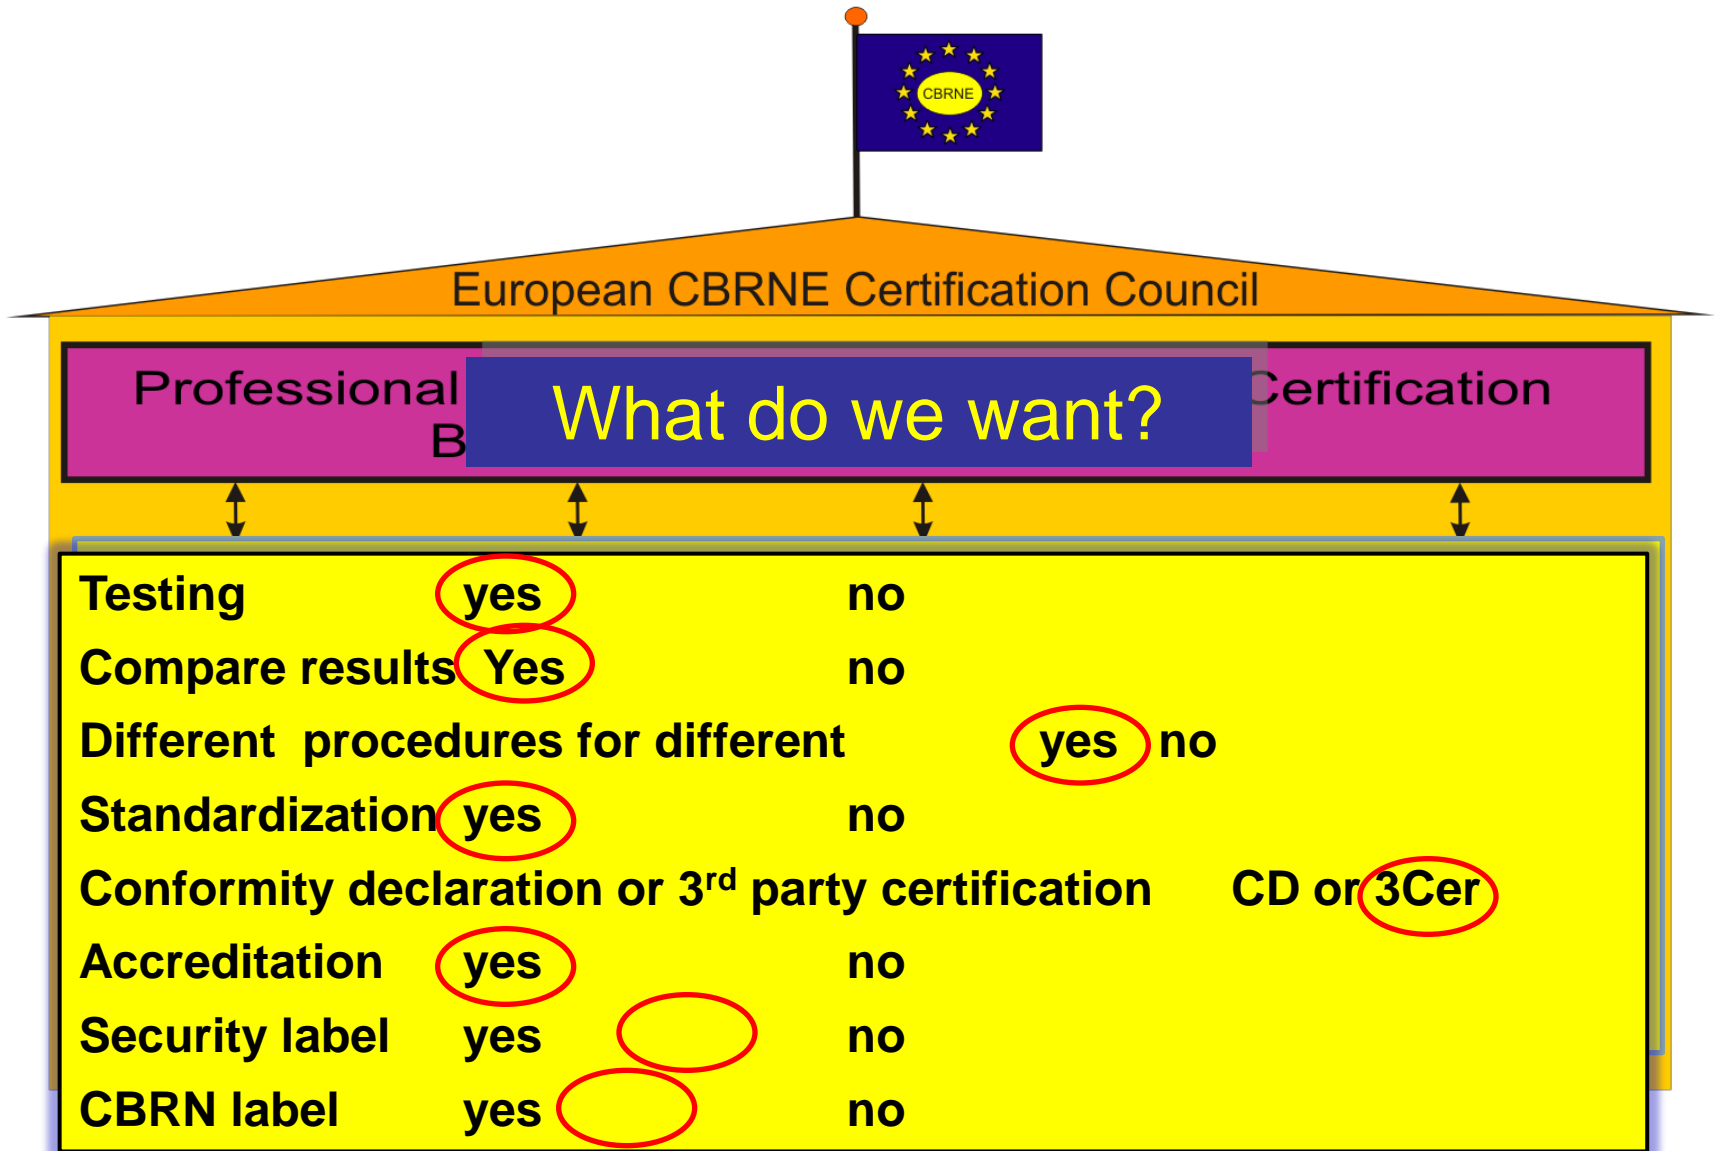 CBRNE
European CBRNE Certification Council
Professional Certification
What do we want?
B
Testing yes no
Compare results Yes no
Different procedures for different yes no
Standardization yes no
Conformity declaration or 3rd party certification CD or 3Cer
Accreditation yes no
Security label yes no
CBRN label yes no